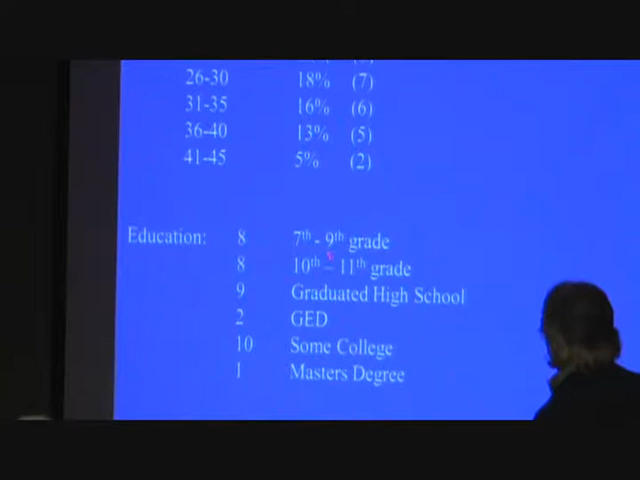 26-30 18% (7)
31-35 16% (6)
36-40 13% (5)
41-45 5% (2)
Education: 8 7th - 9th grade
8 10th – 11th grade
9 Graduated High School
2 GED
10 Some College
1 Masters Degree